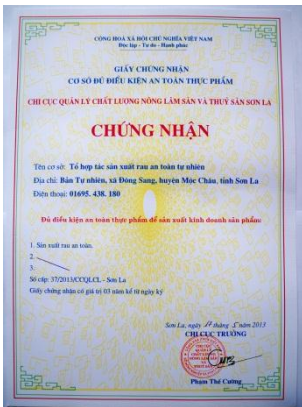 CỘNG HOÀ XÃ HỘI CHỦ NGHĨA VIỆT NAM
Độc lập - Tự do - Hạnh phúc
GIẤY CHỨNG NHẬN
CƠ SỞ ĐỦ ĐIỀU KIỆN AN TOÀN THỰC PHẨM
CHI CỤC QUẢN LÝ CHẤT LƯỢNG NÔNG LÂM SẢN VÀ THUỶ SẢN SƠN LA
CHỨNG NHẬN
Tên cơ sở: Tổ hợp tác sản xuất rau an toàn tự nhiên
Địa chỉ: Bản Tự nhiên, xã Đông Sang, huyện Mộc Châu, tỉnh Sơn La
Điện thoại: 01695. 438. 180
Đủ điều kiện an toàn thực phẩm để sản xuất kinh doanh sản phẩm:
1. Sản xuất rau an toàn.
2.
3.
Số cấp: 37/2013/CCQLCL - Sơn La
Giấy chứng nhận có giá trị 03 năm kể từ ngày ký
Sơn La, ngày tháng 5 năm 2013
CHI CỤC TRƯỞNG
Phạm Thế Cường